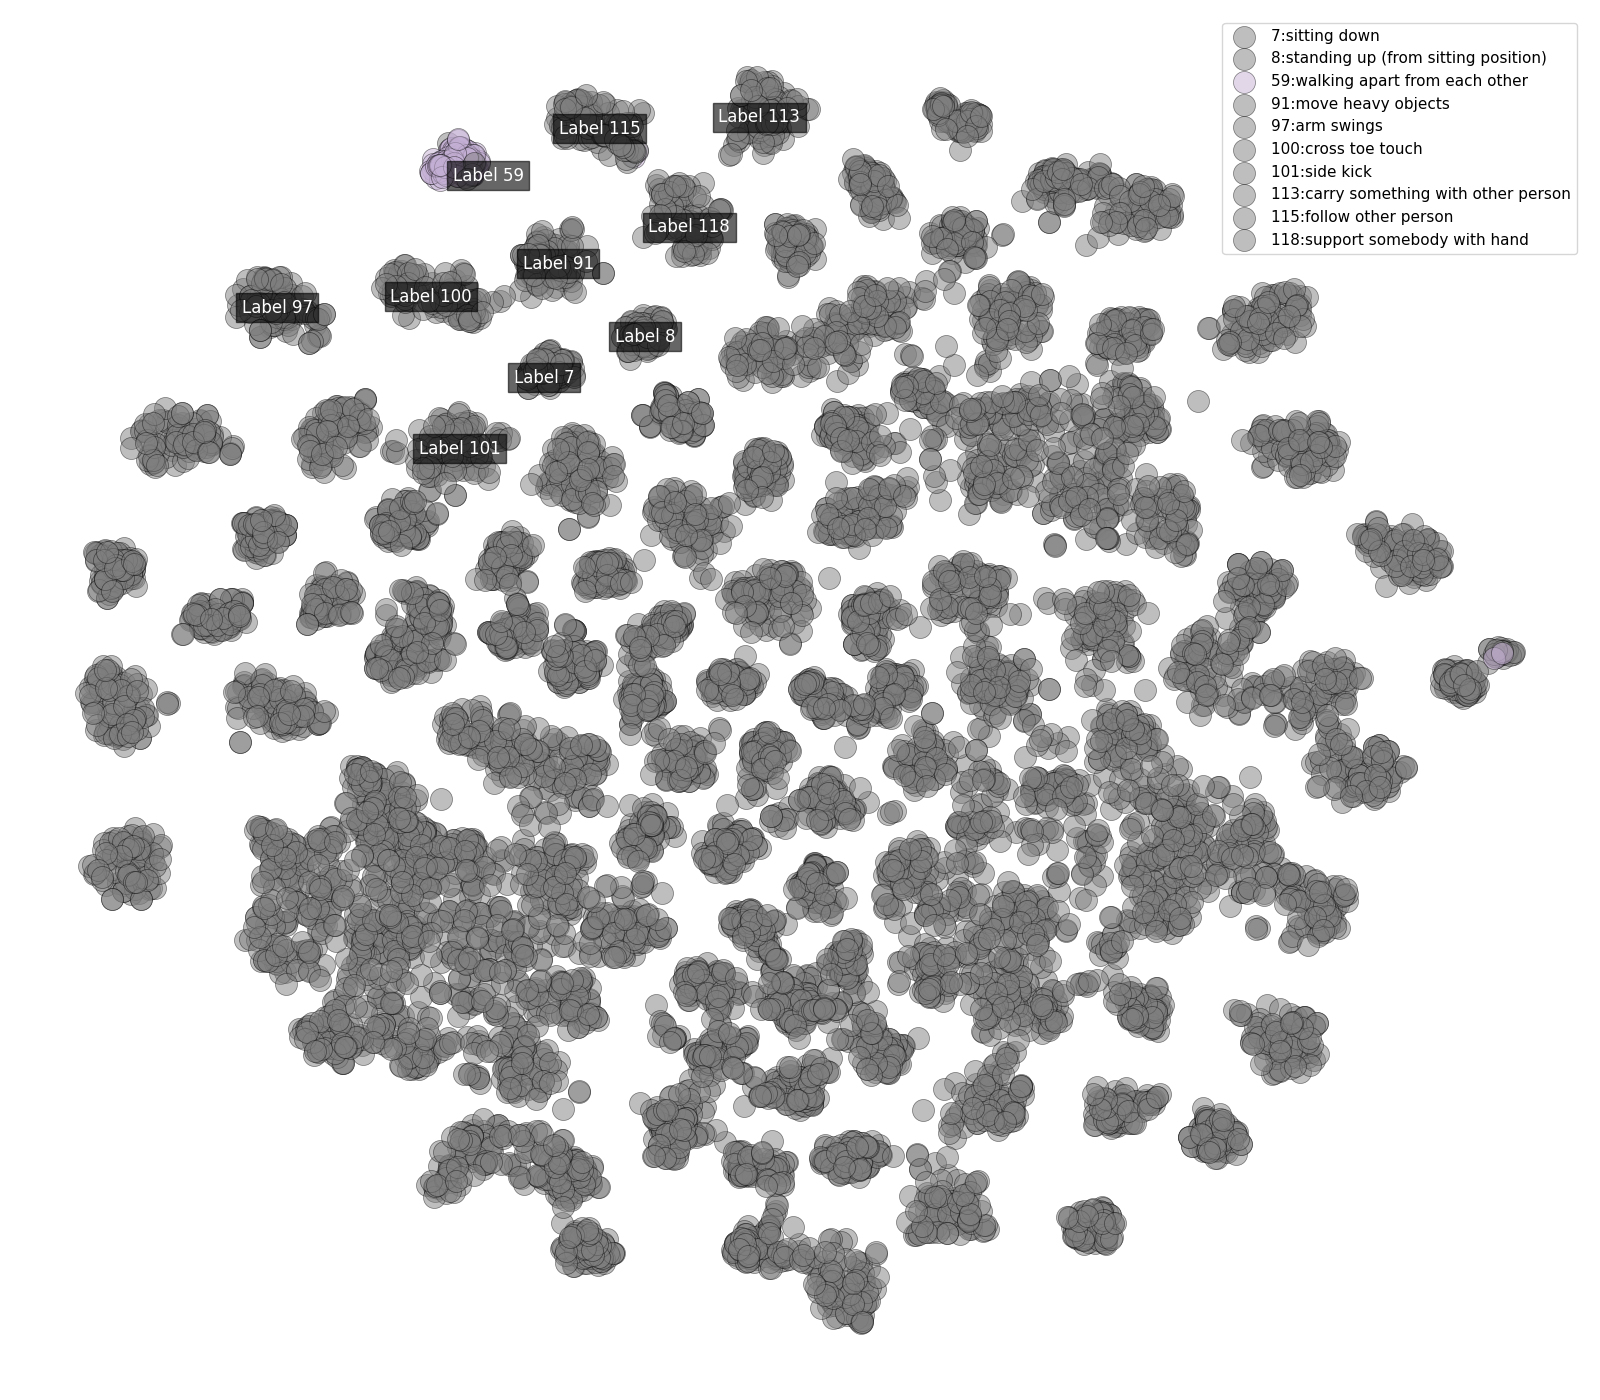 7:sitting down
8:standing up (from sitting position)
59:walking apart from each other
91:move heavy objects
97:arm swings
100:cross toe touch
101:side kick
113:carry something with other person
115:follow other person
118:support somebody with hand
Label 113
Label 115
Label 59
Label 118
Label 91
Label 100
Label 97
Label 8
Label 7
Label 101